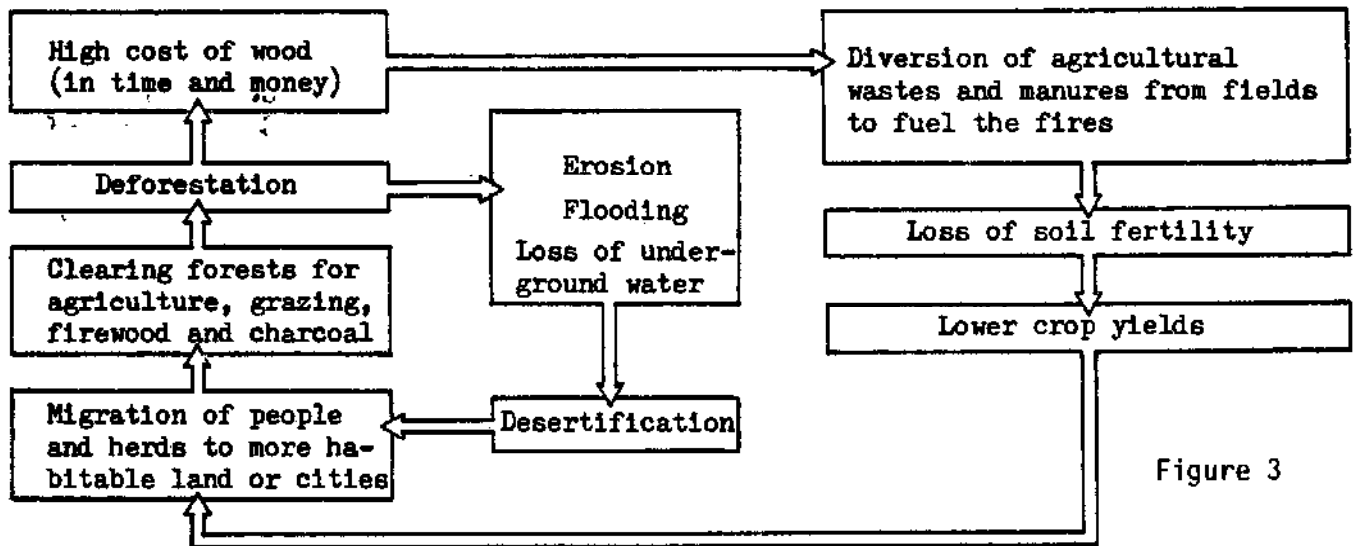 High cost of wood
(in time and money)
Diversion of agricultural
wastes and manures from fields
to fuel the fires
Deforestation
Erosion
Flooding
Loss of under-
ground water
Loss of soil fertility
Clearing forests for
agriculture, grazing,
firewood and charcoal
Lower crop yields
Migration of people
and herds to more ha-
bitable land or cities
Desertification
Figure 3